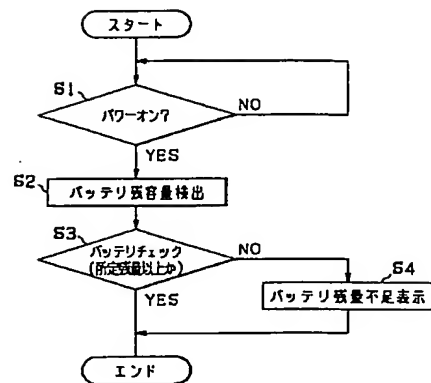 スタート
S1
パワーオン?
NO
YES
S2
バッテリ残容量検出
S3
バッテリチェック
(所定残量以上か)
NO
YES
S4
バッテリ残量不足表示
エンド